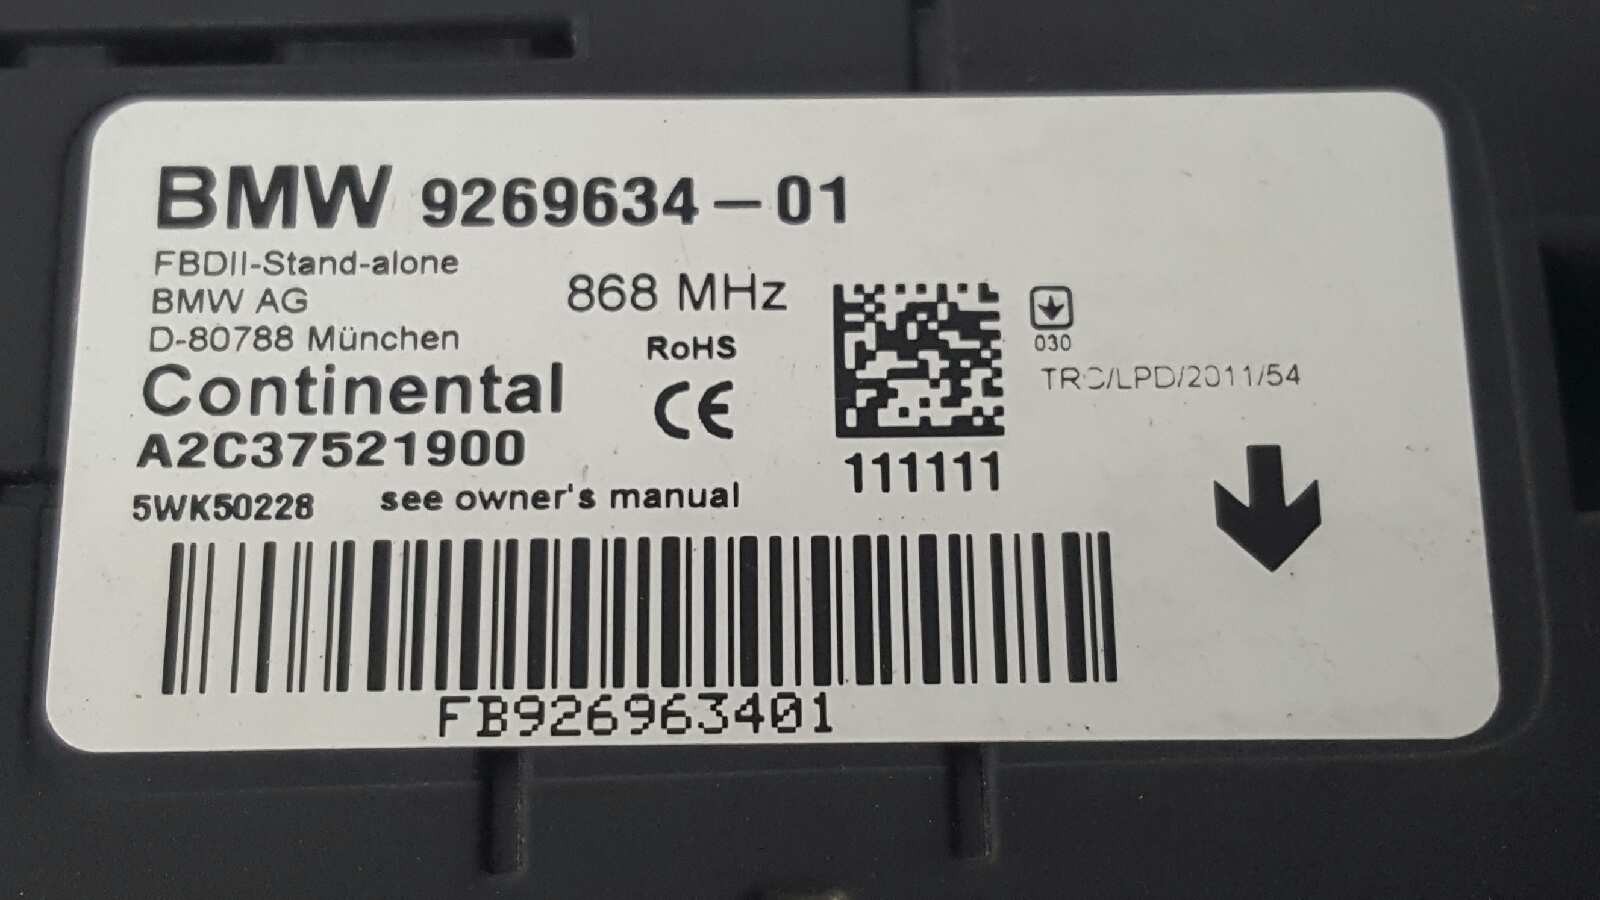 BMW 9269634-01
FBDII-Stand-alone
BMW AG
D-80788 München
868 MHz
RoHS
CE
Continental
A2C37521900
5WK50228 see owner's manual
111111
030
TRC/LPD/2011/54
FB926963401